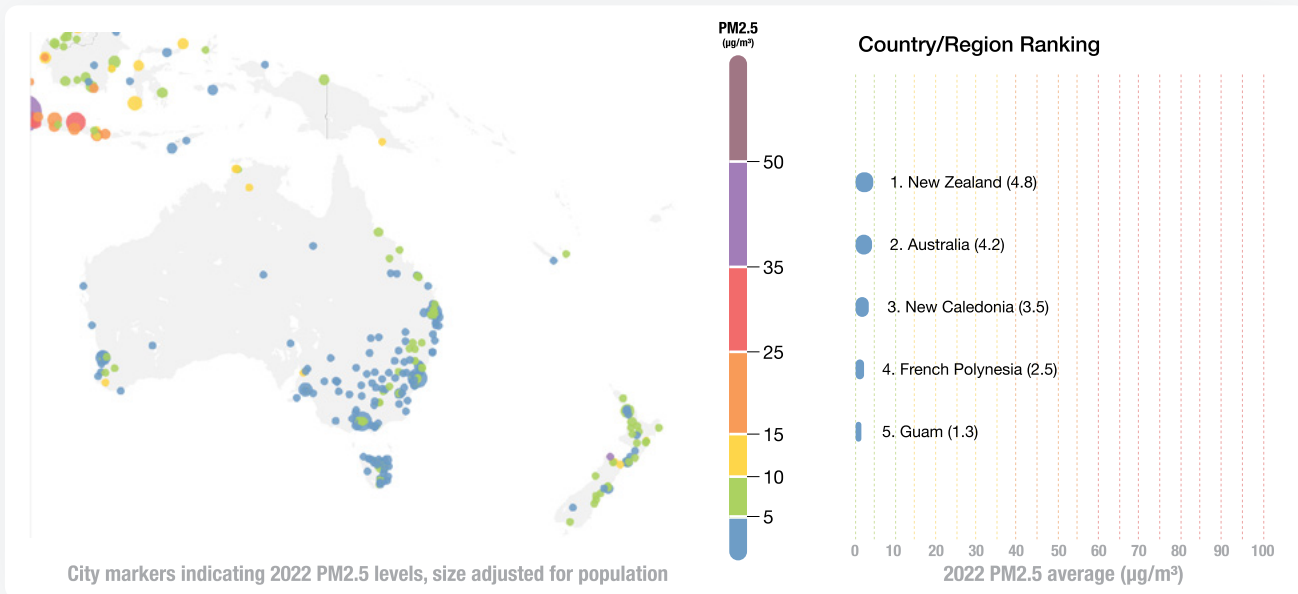 PM2.5
(µg/m³)
50
35
25
15
10
5
City markers indicating 2022 PM2.5 levels, size adjusted for population
Country/Region Ranking
1. New Zealand (4.8)
2. Australia (4.2)
3. New Caledonia (3.5)
4. French Polynesia (2.5)
5. Guam (1.3)
0 10 20 30 40 50 60 70 80 90 100
2022 PM2.5 average (µg/m³)